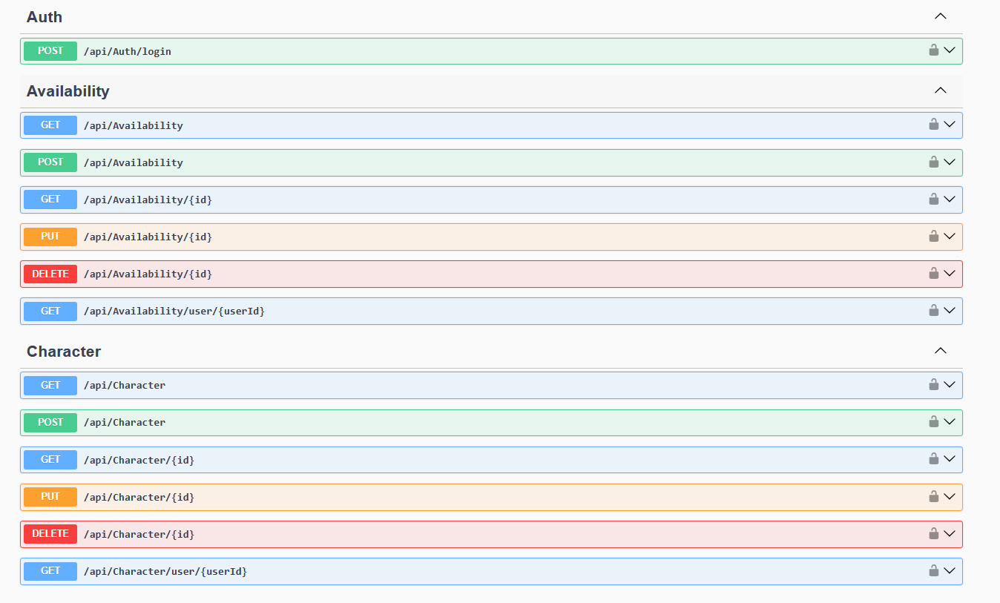 Auth
POST /api/Auth/login
Availability
GET /api/Availability
POST /api/Availability
GET /api/Availability/{id}
PUT /api/Availability/{id}
DELETE /api/Availability/{id}
GET /api/Availability/user/{userId}
Character
GET /api/Character
POST /api/Character
GET /api/Character/{id}
PUT /api/Character/{id}
DELETE /api/Character/{id}
GET /api/Character/user/{userId}